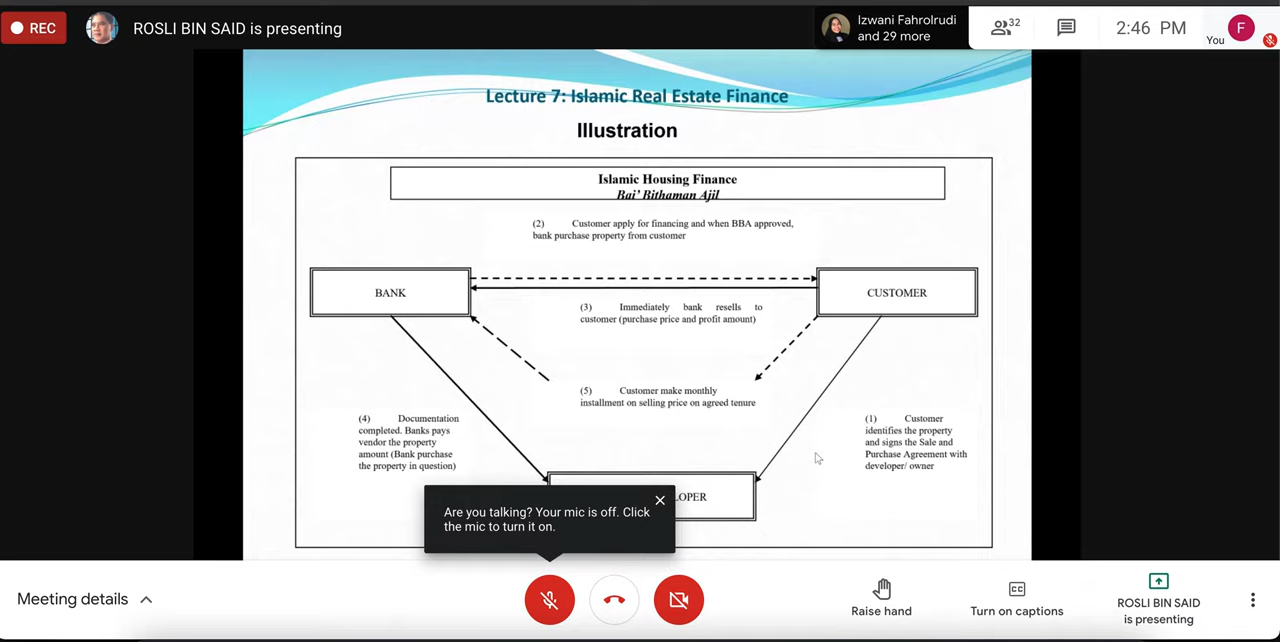 REC
ROSLI BIN SAID is presenting
Izwani Fahrolrudi
and 29 more
32
2:46 PM
You
F
Lecture 7: Islamic Real Estate Finance
Illustration
Islamic Housing Finance
Bai' Bithaman Ajil
(2) Customer apply for financing and when BBA approved,
bank purchase property from customer
BANK
CUSTOMER
(3) Immediately bank resells to
customer (purchase price and profit amount)
(5) Customer make monthly
installment on selling price on agreed tenure
(4) Documentation
completed. Banks pays
vendor the property
amount (Bank purchase
the property in question)
(1) Customer
identifies the property
and signs the Sale and
Purchase Agreement with
developer/ owner
LOPER
Are you talking? Your mic is off. Click
the mic to turn it on.
Meeting details
Raise hand
CC
Turn on captions
ROSLI BIN SAID
is presenting